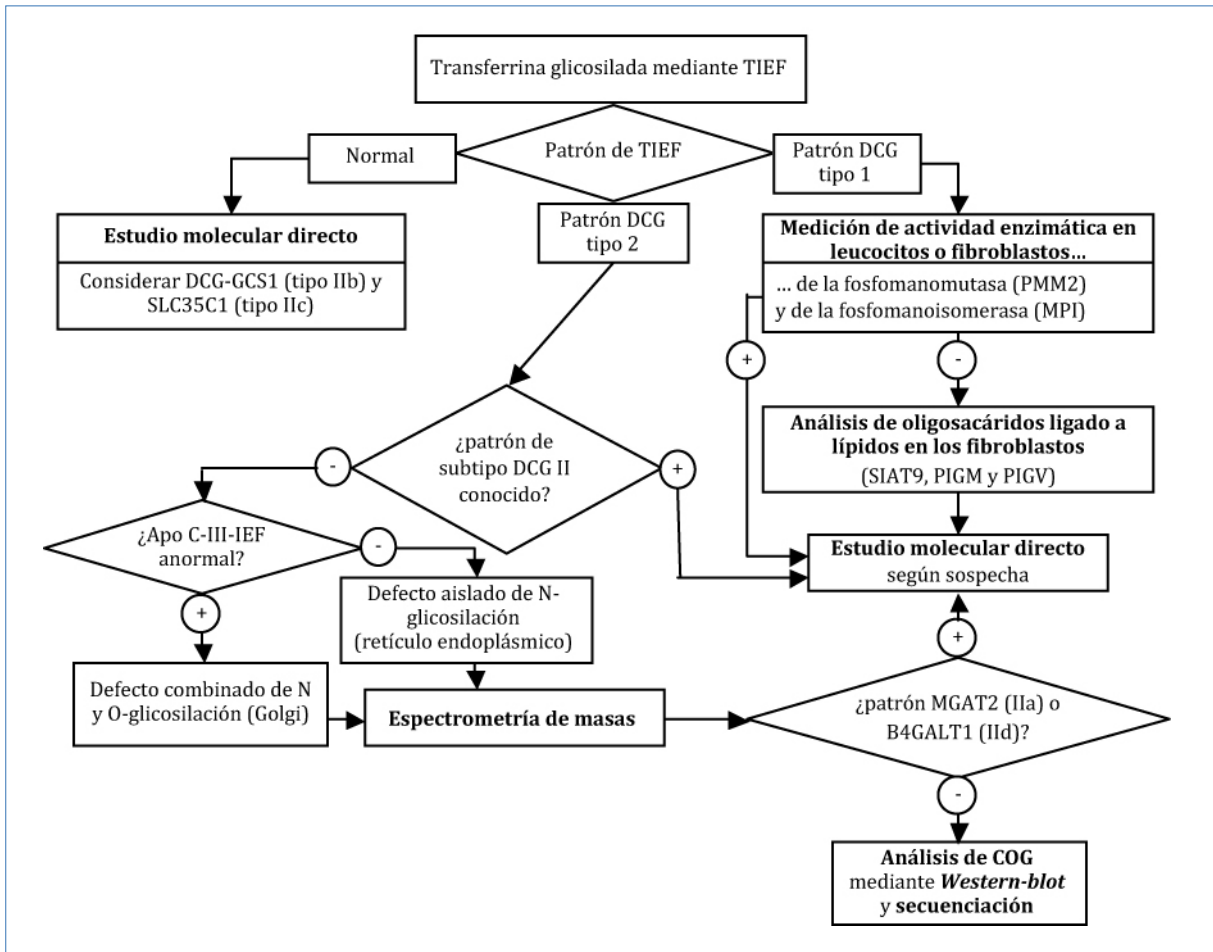 Transferrina glicosilada mediante TIEF
Patrón de TIEF
Normal
Patrón DCG
tipo 1
Patrón DCG
tipo 2
Estudio molecular directo
Considerar DCG-GCS1 (tipo IIb) y
SLC35C1 (tipo IIc)
Medición de actividad enzimática en
leucocitos o fibroblastos…
… de la fosfomanomutasa (PMM2)
y de la fosfomanoisomerasa (MPI)
+
-
Análisis de oligosacáridos ligado a
lípidos en los fibroblastos
(SIAT9, PIGM y PIGV)
¿patrón de
subtipo DCG II
conocido?
-
+
¿Apo C-III-IEF
anormal?
-
+
Estudio molecular directo
según sospecha
Defecto aislado de N-
glicosilación
(retículo endoplásmico)
Defecto combinado de N
y O-glicosilación (Golgi)
Espectrometría de masas
+
¿patrón MGAT2 (IIa) o
B4GALT1 (IId)?
-
Análisis de COG
mediante Western-blot
y secuenciación